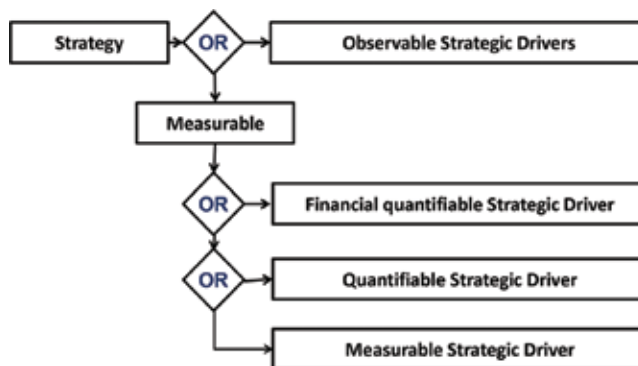 Strategy
OR
Observable Strategic Drivers
Measurable
OR
Financial quantifiable Strategic Driver
OR
Quantifiable Strategic Driver
Measurable Strategic Driver